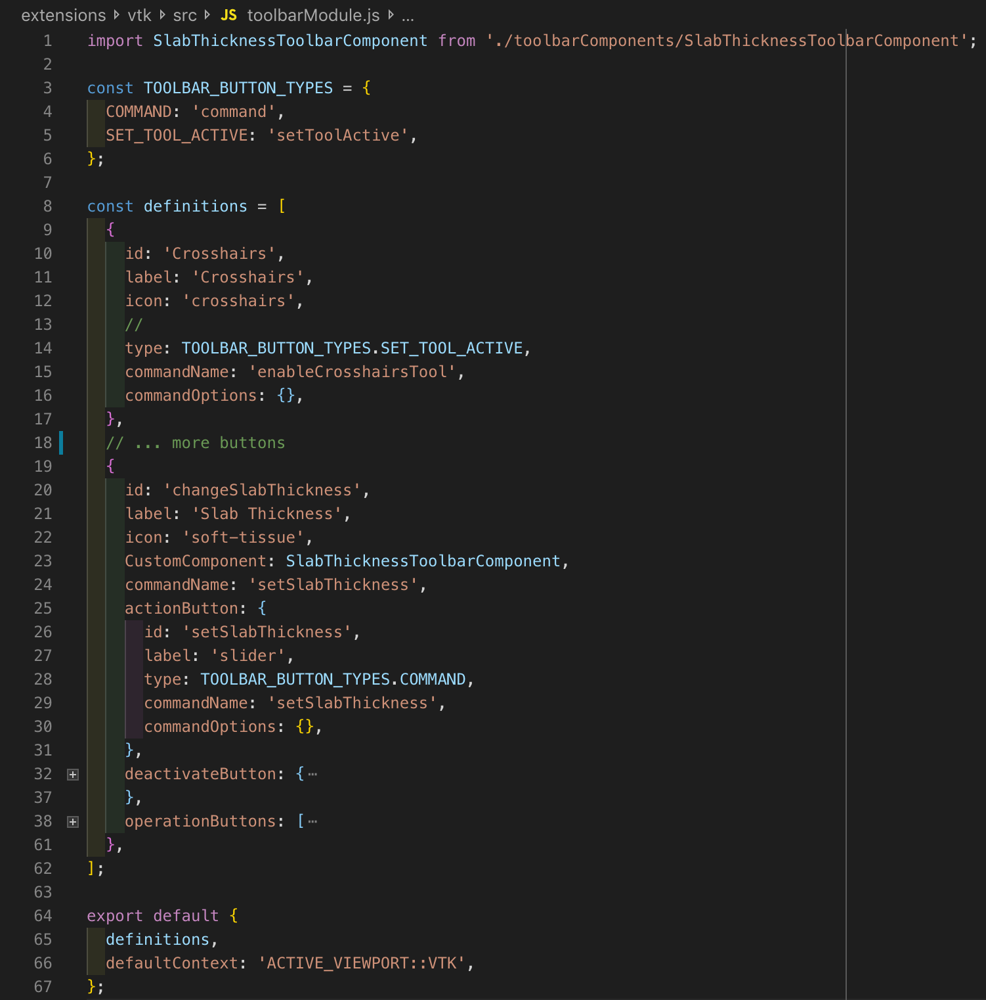 extensions vtk src JS toolbarModule.js ...
1 import SlabThicknessToolbarComponent from './toolbarComponents/SlabThicknessToolbarComponent';
2
3 const TOOLBAR_BUTTON_TYPES = {
4 COMMAND: 'command',
5 SET_TOOL_ACTIVE: 'setToolActive',
6 };
7
8 const definitions = [
9 {
10 id: 'Crosshairs',
11 label: 'Crosshairs',
12 icon: 'crosshairs',
13 //
14 type: TOOLBAR_BUTTON_TYPES.SET_TOOL_ACTIVE,
15 commandName: 'enableCrosshairsTool',
16 commandOptions: {},
17 },
18 // ... more buttons
19 {
20 id: 'changeSlabThickness',
21 label: 'Slab Thickness',
22 icon: 'soft-tissue',
23 CustomComponent: SlabThicknessToolbarComponent,
24 commandName: 'setSlabThickness',
25 actionButton: {
26 id: 'setSlabThickness',
27 label: 'slider',
28 type: TOOLBAR_BUTTON_TYPES.COMMAND,
29 commandName: 'setSlabThickness',
30 commandOptions: {},
31 },
32 deactivateButton: {⋯
37 },
38 operationButtons: [⋯
61 },
62 ];
63
64 export default {
65 definitions,
66 defaultContext: 'ACTIVE_VIEWPORT::VTK',
67 };